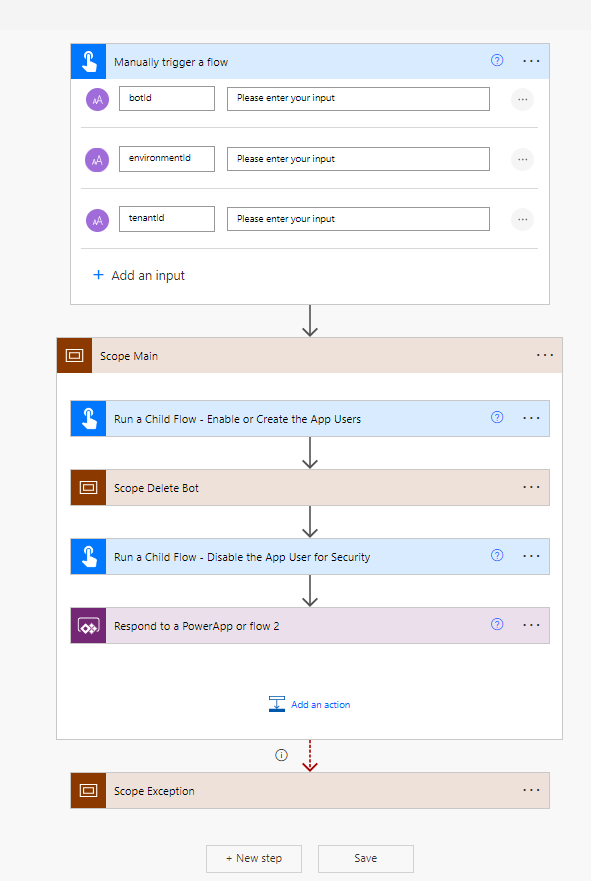 Manually trigger a flow
botId
Please enter your input
environmentId
Please enter your input
tenantId
Please enter your input
+ Add an input
Scope Main
Run a Child Flow - Enable or Create the App Users
Scope Delete Bot
Run a Child Flow - Disable the App User for Security
Respond to a PowerApp or flow 2
Add an action
Scope Exception
+ New step
Save